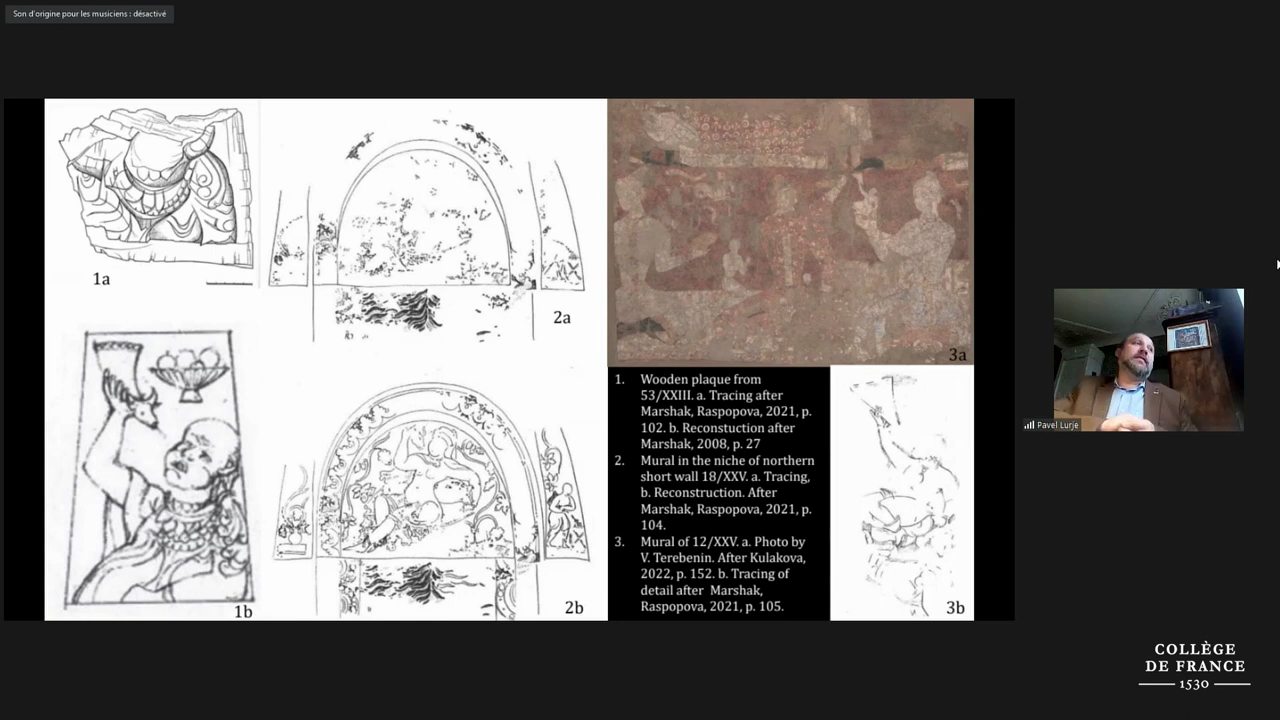 Son d'origine pour les musiciens : désactivé
1a
2a
3a
1b
2b
3b
1. Wooden plaque from
53/XXIII. a. Tracing after
Marshak, Raspopova, 2021, p.
102. b. Reconstuction after
Marshak, 2008, p. 27
2. Mural in the niche of northern
short wall 18/XXV. a. Tracing,
b. Reconstruction. After
Marshak, Raspopova, 2021, p.
104.
3. Mural of 12/XXV. a. Photo by
V. Terebenin. After Kulakova,
2022, p. 152. b. Tracing of
detail after Marshak,
Raspopova, 2021, p. 105.
Pavel Lurje
COLLÈGE
DE FRANCE
1530